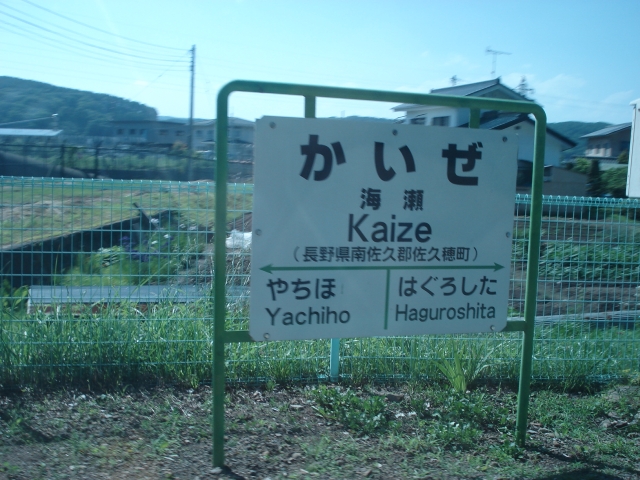 かいぜ
海瀬
Kaize
(長野県南佐久郡佐久穂町)
やちほ
Yachiho
はぐろした
Haguroshita